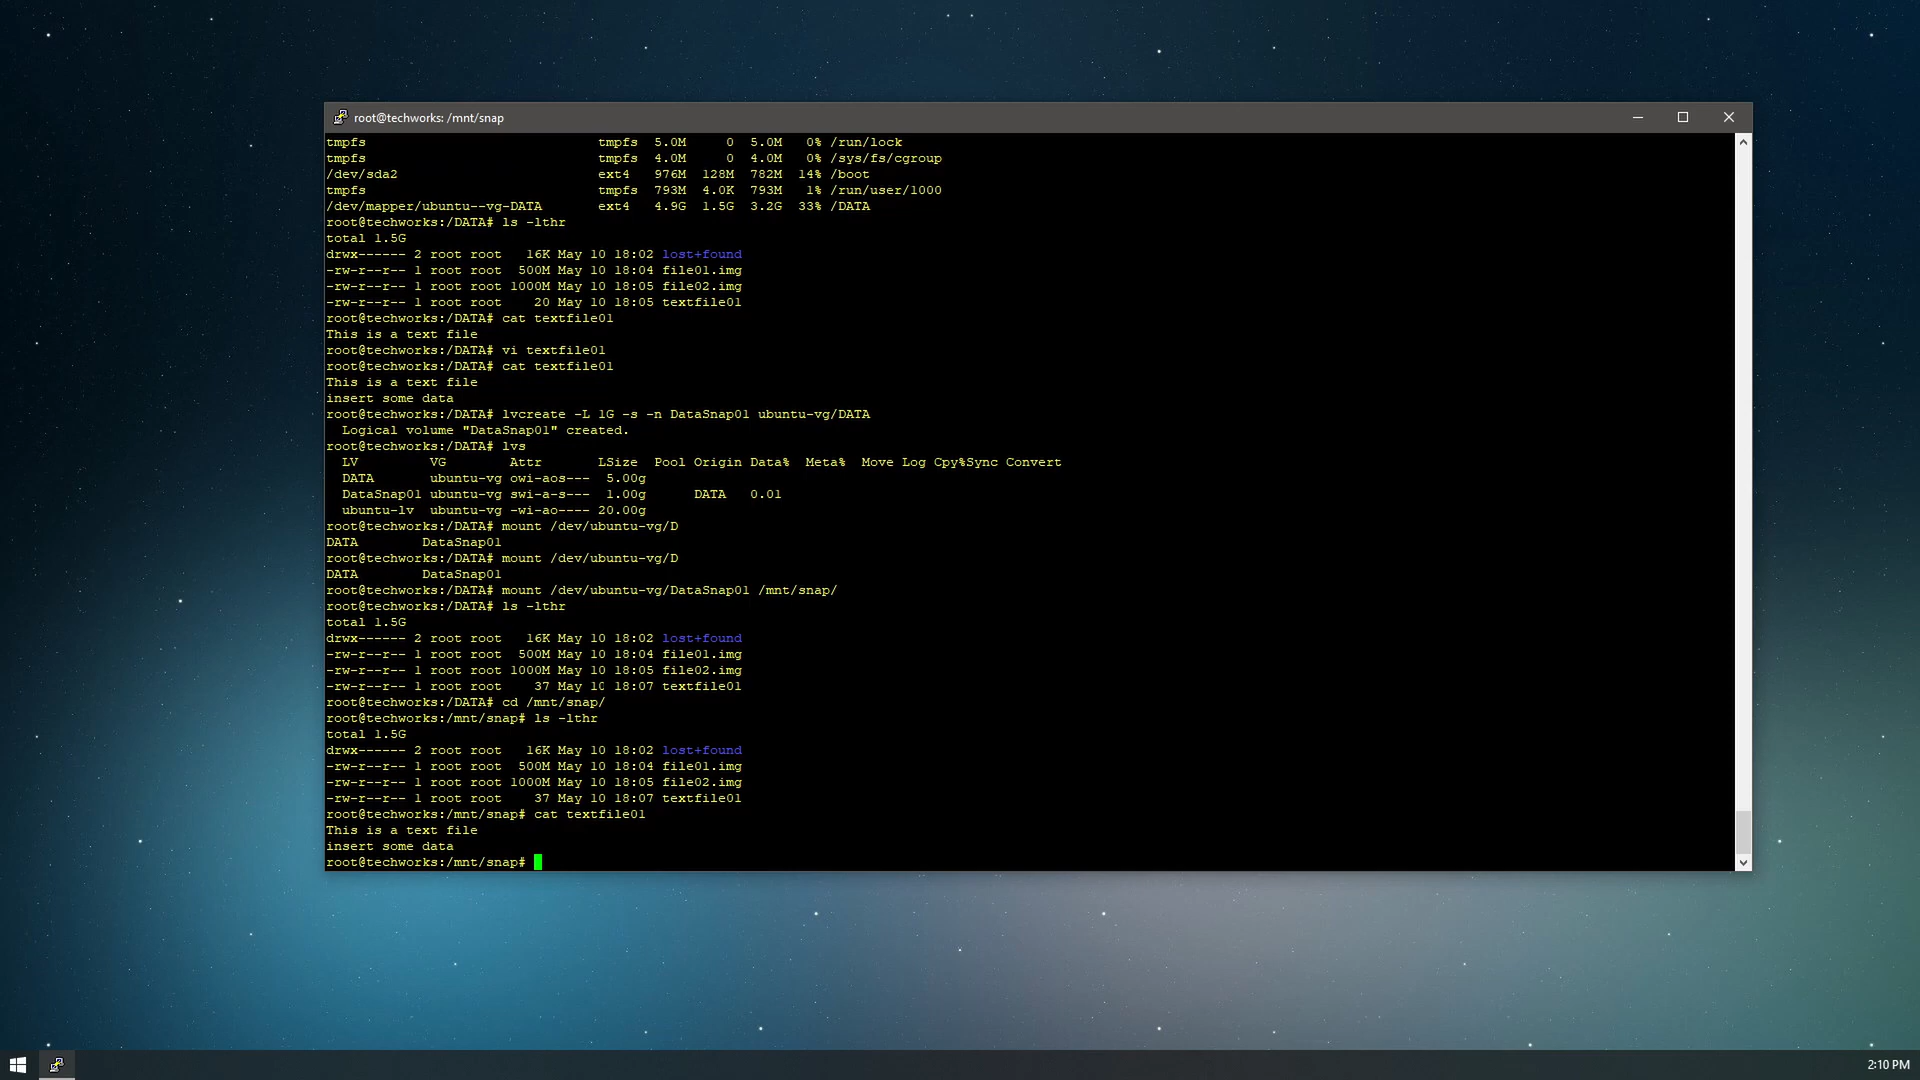 root@techworks: /mnt/snap
tmpfs                             tmpfs  5.0M     0  5.0M   0% /run/lock
tmpfs                             tmpfs  4.0M     0  4.0M   0% /sys/fs/cgroup
/dev/sda2                         ext4   976M  128M  782M  14% /boot
tmpfs                             tmpfs  793M  4.0K  793M   1% /run/user/1000
/dev/mapper/ubuntu--vg-DATA       ext4   4.9G  1.5G  3.2G  33% /DATA
root@techworks:/DATA# ls -lthr
total 1.5G
drwx------ 2 root root   16K May 10 18:02 lost+found
-rw-r--r-- 1 root root  500M May 10 18:04 file01.img
-rw-r--r-- 1 root root 1000M May 10 18:05 file02.img
-rw-r--r-- 1 root root    20 May 10 18:05 textfile01
root@techworks:/DATA# cat textfile01
This is a text file
root@techworks:/DATA# vi textfile01
root@techworks:/DATA# cat textfile01
This is a text file
insert some data
root@techworks:/DATA# lvcreate -L 1G -s -n DataSnap01 ubuntu-vg/DATA
  Logical volume "DataSnap01" created.
root@techworks:/DATA# lvs
  LV         VG        Attr       LSize  Pool Origin Data%  Meta%  Move Log Cpy%Sync Convert
  DATA       ubuntu-vg owi-aos---  5.00g
  DataSnap01 ubuntu-vg swi-a-s---  1.00g      DATA   0.01
  ubuntu-lv  ubuntu-vg -wi-ao---- 20.00g
root@techworks:/DATA# mount /dev/ubuntu-vg/D
DATA        DataSnap01
root@techworks:/DATA# mount /dev/ubuntu-vg/D
DATA        DataSnap01
root@techworks:/DATA# mount /dev/ubuntu-vg/DataSnap01 /mnt/snap/
root@techworks:/DATA# ls -lthr
total 1.5G
drwx------ 2 root root   16K May 10 18:02 lost+found
-rw-r--r-- 1 root root  500M May 10 18:04 file01.img
-rw-r--r-- 1 root root 1000M May 10 18:05 file02.img
-rw-r--r-- 1 root root    37 May 10 18:07 textfile01
root@techworks:/DATA# cd /mnt/snap/
root@techworks:/mnt/snap# ls -lthr
total 1.5G
drwx------ 2 root root   16K May 10 18:02 lost+found
-rw-r--r-- 1 root root  500M May 10 18:04 file01.img
-rw-r--r-- 1 root root 1000M May 10 18:05 file02.img
-rw-r--r-- 1 root root    37 May 10 18:07 textfile01
root@techworks:/mnt/snap# cat textfile01
This is a text file
insert some data
root@techworks:/mnt/snap#
2:10 PM